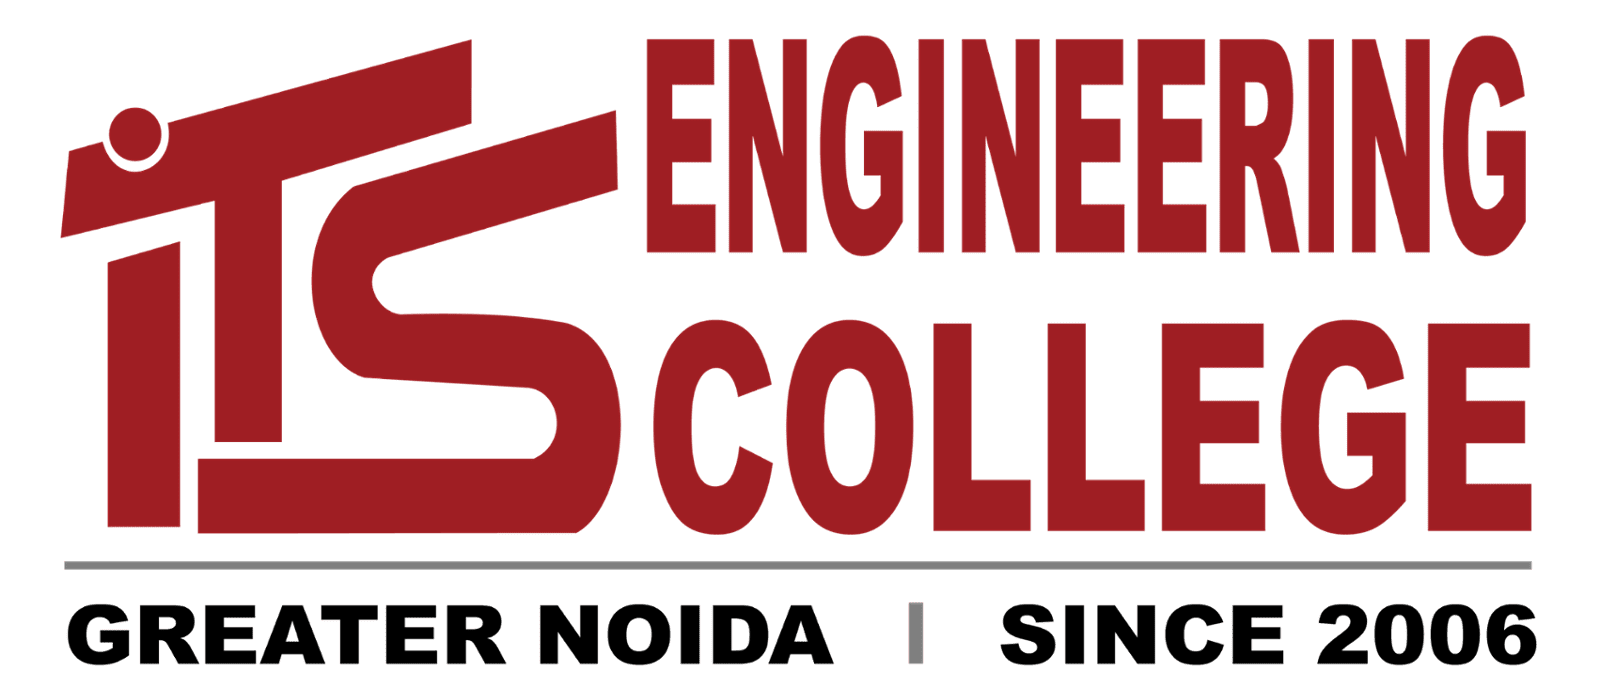 iTS ENGINEERING
COLLEGE
GREATER NOIDA | SINCE 2006